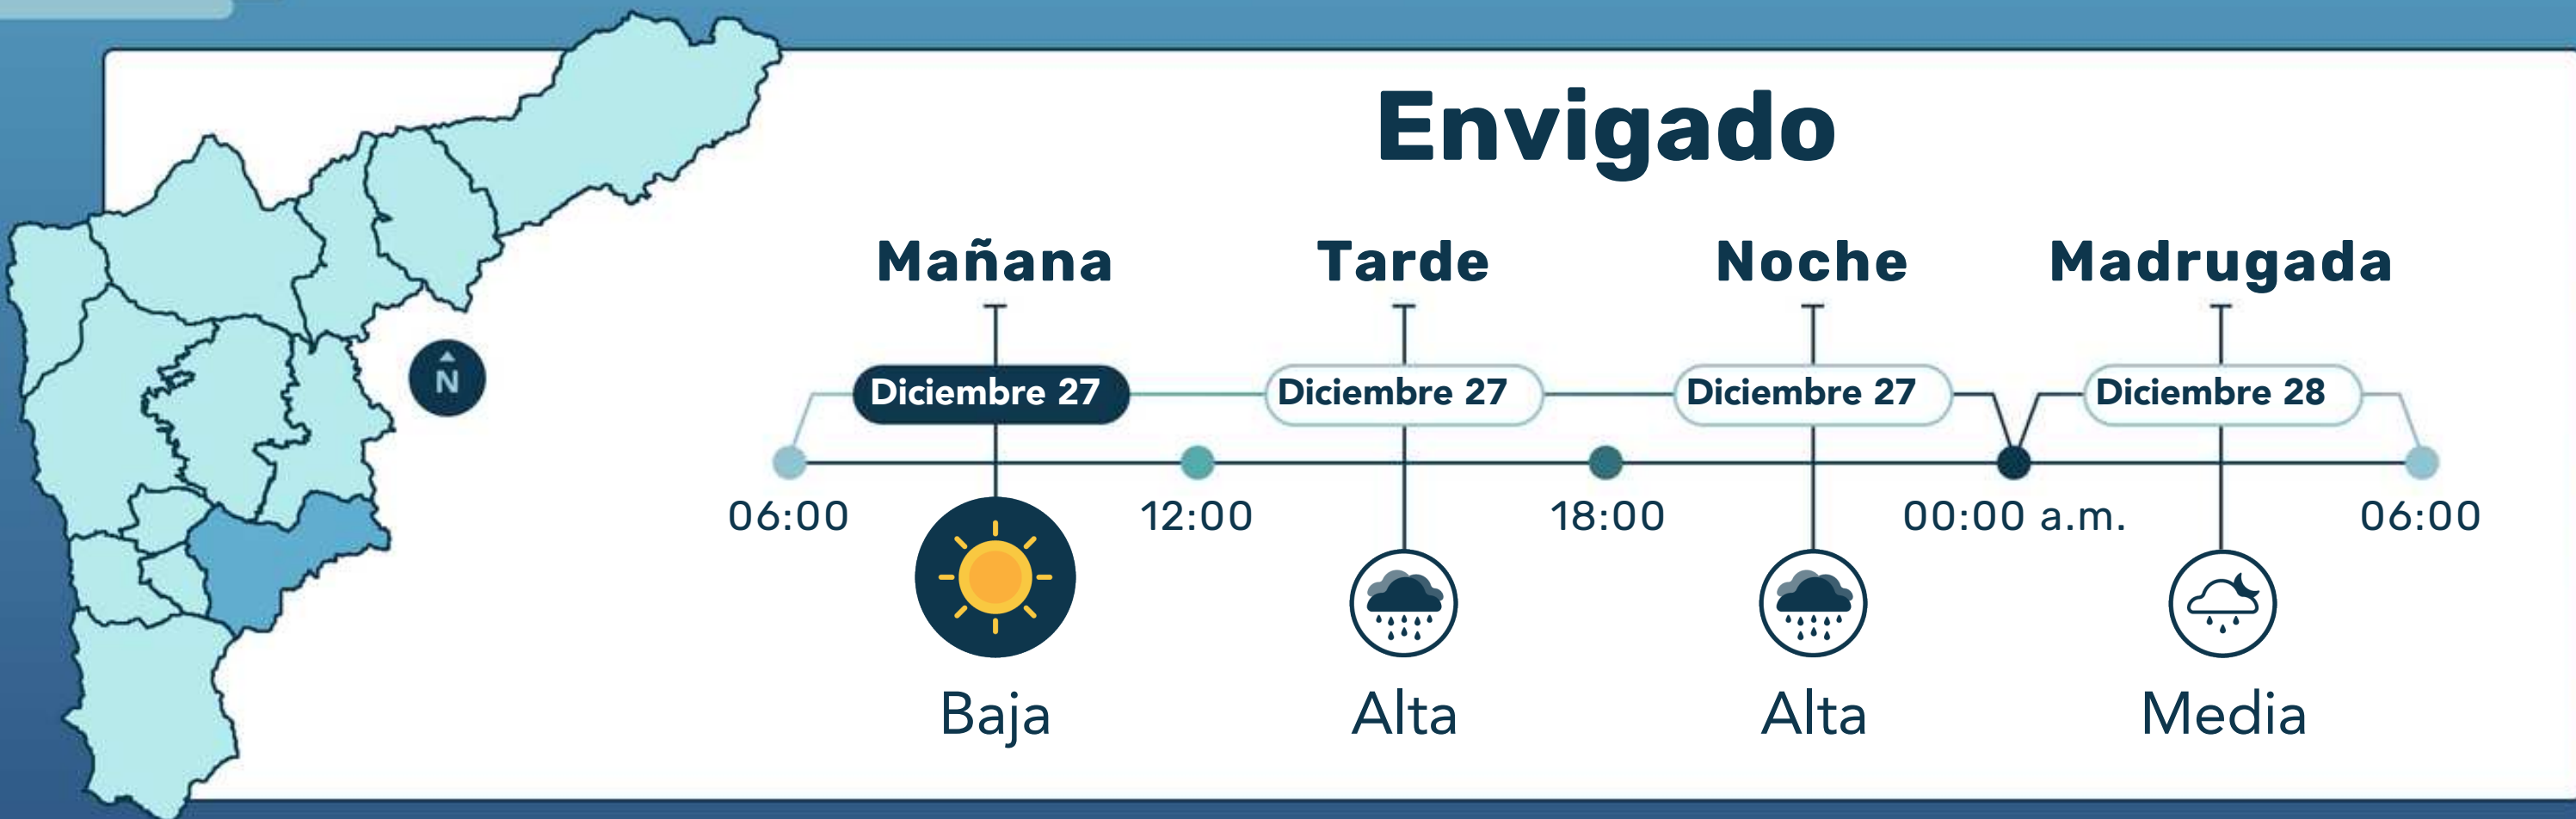 Envigado
Mañana Tarde Noche Madrugada
N
Diciembre 27 Diciembre 27 Diciembre 27 Diciembre 28
06:00 12:00 18:00 00:00 a.m. 06:00
Baja Alta Alta Media